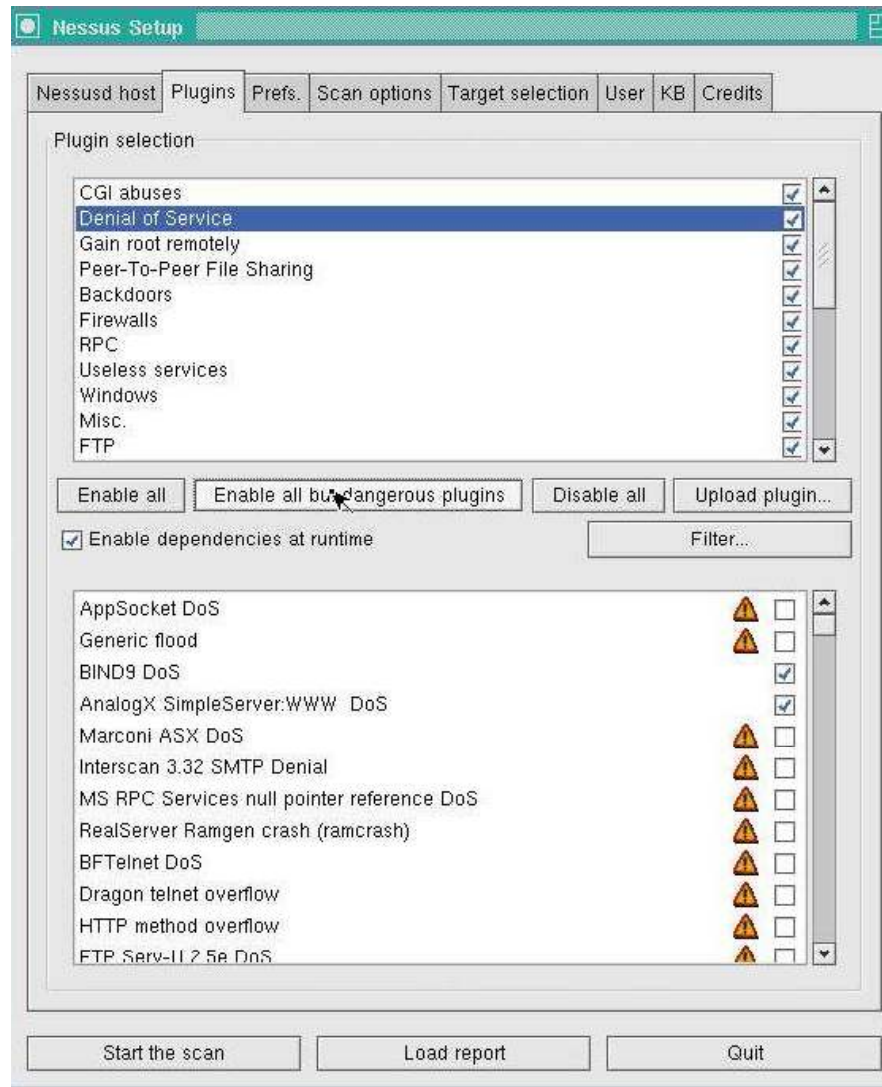 Nessus Setup
Nessusd host Plugins Prefs. Scan options Target selection User KB Credits
Plugin selection
CGI abuses
Denial of Service
Gain root remotely
Peer-To-Peer File Sharing
Backdoors
Firewalls
RPC
Useless services
Windows
Misc.
FTP
Enable all Enable all but dangerous plugins Disable all Upload plugin...
Enable dependencies at runtime Filter...
AppSocket DoS
Generic flood
BIND9 DoS
AnalogX SimpleServer:WWW DoS
Marconi ASX DoS
Interscan 3.32 SMTP Denial
MS RPC Services null pointer reference DoS
RealServer Ramgen crash (ramcrash)
BFTelnet DoS
Dragon telnet overflow
HTTP method overflow
FTP Serv-U 2.5e DoS
Start the scan Load report Quit